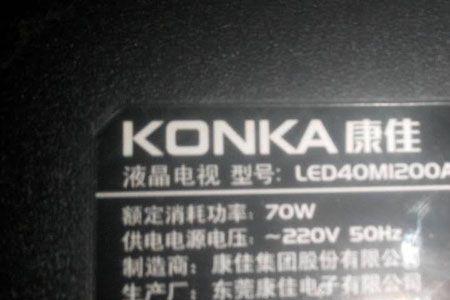 KONKA 康佳
液晶电视 型号: LED40M1200A
额定消耗功率: 70W
供电电源电压: ~220V 50Hz
制造商: 康佳集团股份有限公司
生产厂: 东莞康佳电子有限公司